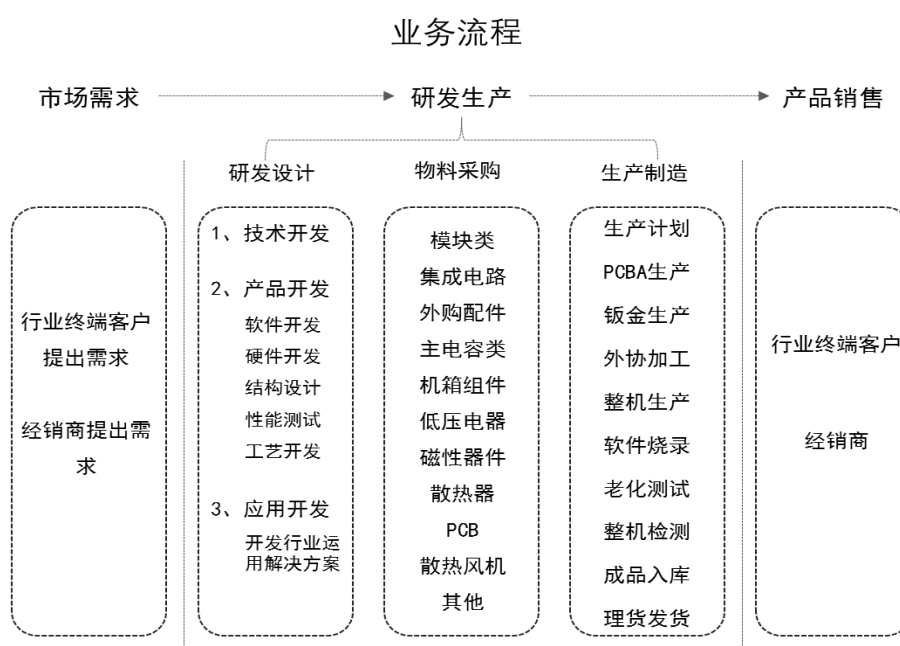 业务流程
市场需求
研发生产
产品销售
研发设计
物料采购
生产制造
行业终端客户
提出需求
经销商提出需
求
1、技术开发
2、产品开发
软件开发
硬件开发
结构设计
性能测试
工艺开发
3、应用开发
开发行业运
用解决方案
模块类
集成电路
外购配件
主电容类
机箱组件
低压电器
磁性器件
散热器
PCB
散热风机
其他
生产计划
PCBA生产
钣金生产
外协加工
整机生产
软件烧录
老化测试
整机检测
成品入库
理货发货
行业终端客户
经销商